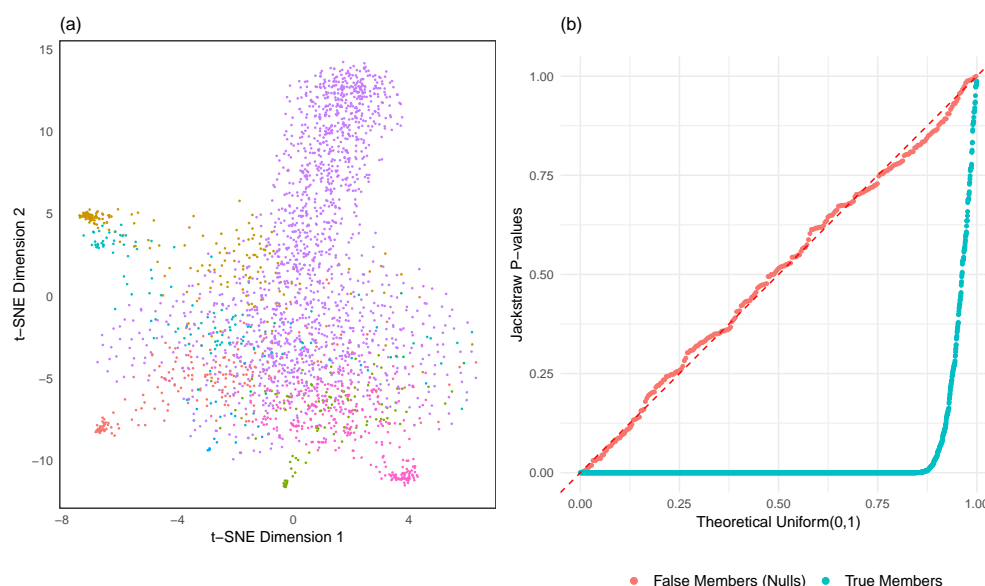 (a)
15
10
5
0
−5
−10
−8
−4
0
4
t−SNE Dimension 1
t−SNE Dimension 2
(b)
1.00
0.75
0.50
0.25
0.00
0.00
0.25
0.50
0.75
1.00
Theoretical Uniform(0,1)
Jackstraw P−values
False Members (Nulls)
True Members